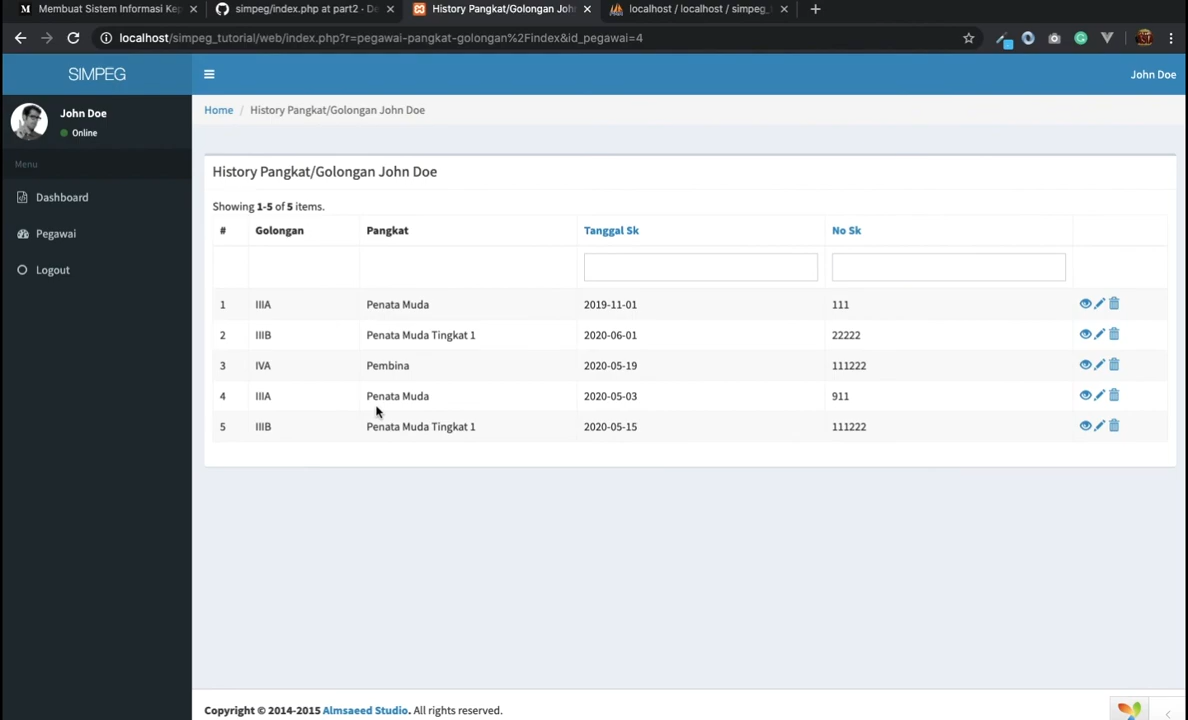 Membuat Sistem Informasi Kep
simpeg/index.php at part2 · De
History Pangkat/Golongan Joh
localhost / localhost / simpeg_
localhost/simpeg_tutorial/web/index.php?r=pegawai-pangkat-golongan%2Findex&id_pegawai=4
SIMPEG
John Doe
John Doe
Online
Menu
Dashboard
Pegawai
Logout
Home / History Pangkat/Golongan John Doe
History Pangkat/Golongan John Doe
Showing 1-5 of 5 items.
# Golongan Pangkat Tanggal Sk No Sk
1 IIIA Penata Muda 2019-11-01 111
2 IIIB Penata Muda Tingkat 1 2020-06-01 22222
3 IVA Pembina 2020-05-19 111222
4 IIIA Penata Muda 2020-05-03 911
5 IIIB Penata Muda Tingkat 1 2020-05-15 111222
Copyright © 2014-2015 Almsaeed Studio. All rights reserved.